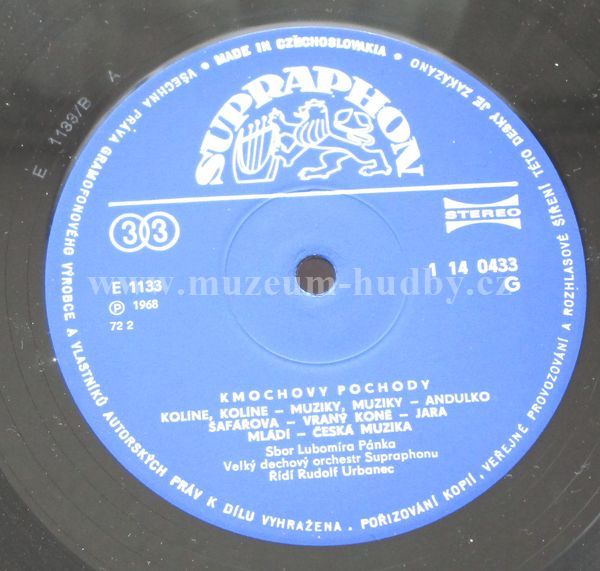 SUPRAPHON
33
STEREO
E 1133
℗ 1968
72 2
1 14 0433
G
KMOCHOVY POCHODY
KOLÍNE, KOLÍNE – MUZIKY, MUZIKY – ANDULKO
ŠAFÁŘOVA – VRANÝ KONĚ – JARA
MLÁDÍ – ČESKÁ MUZIKA
Sbor Lubomíra Pánka
Velký dechový orchestr Supraphonu
Řídí Rudolf Urbanec
• MADE IN CZECHOSLOVAKIA • VŠECHNA PRÁVA GRAMOFONOVÉHO VÝROBCE A VLASTNÍKŮ AUTORSKÝCH PRÁV K DÍLU VYHRAŽENA. POŘIZOVÁNÍ KOPIÍ, VEŘEJNÉ PROVOZOVÁNÍ A ROZHLASOVÉ ŠÍŘENÍ TÉTO DESKY JE ZAKÁZÁNO
E 1133/B A
www.muzeum-hudby.cz